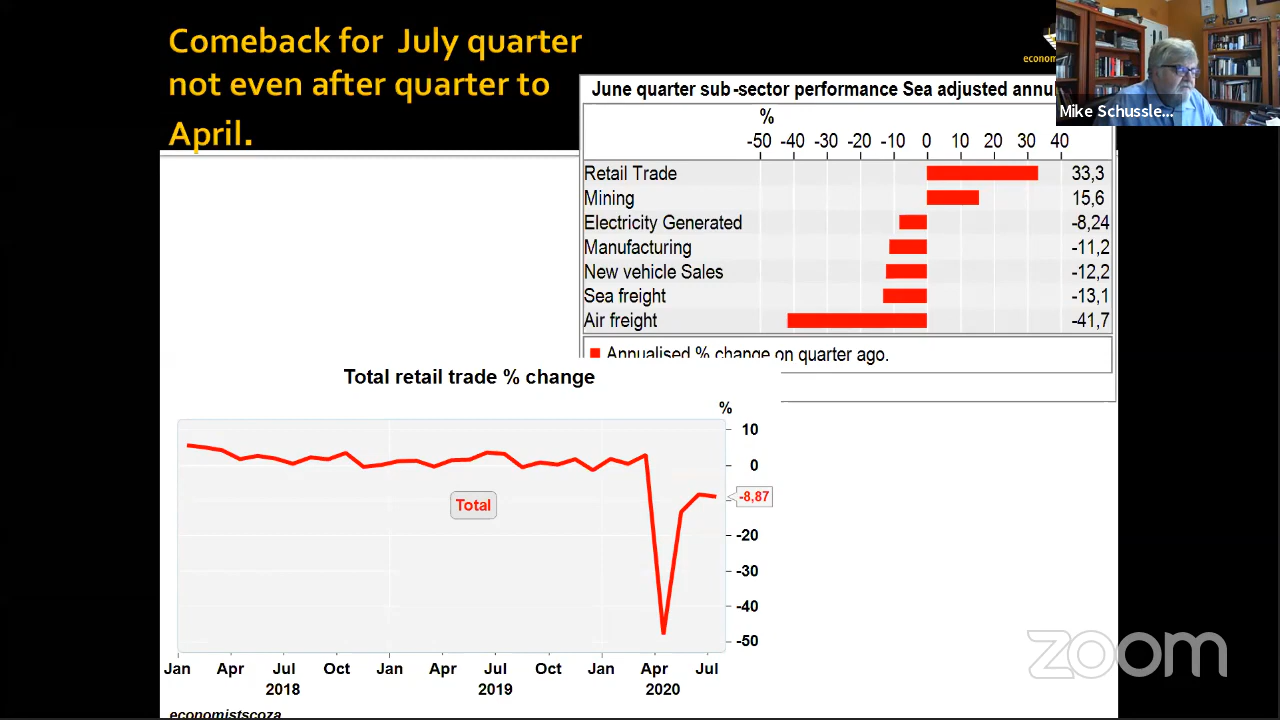 Comeback for July quarter
not even after quarter to
April.
econom
Mike Schussle...
June quarter sub-sector performance Sea adjusted annu
%
-50 -40 -30 -20 -10 0 10 20 30 40
Retail Trade 33,3
Mining 15,6
Electricity Generated -8,24
Manufacturing -11,2
New vehicle Sales -12,2
Sea freight -13,1
Air freight -41,7
Annualised % change on quarter ago.
Total retail trade % change
%
10
0
Total
-8,87
-20
-30
-40
-50
Jan Apr Jul Oct Jan Apr Jul Oct Jan Apr Jul
2018 2019 2020
economistscoza
zoom